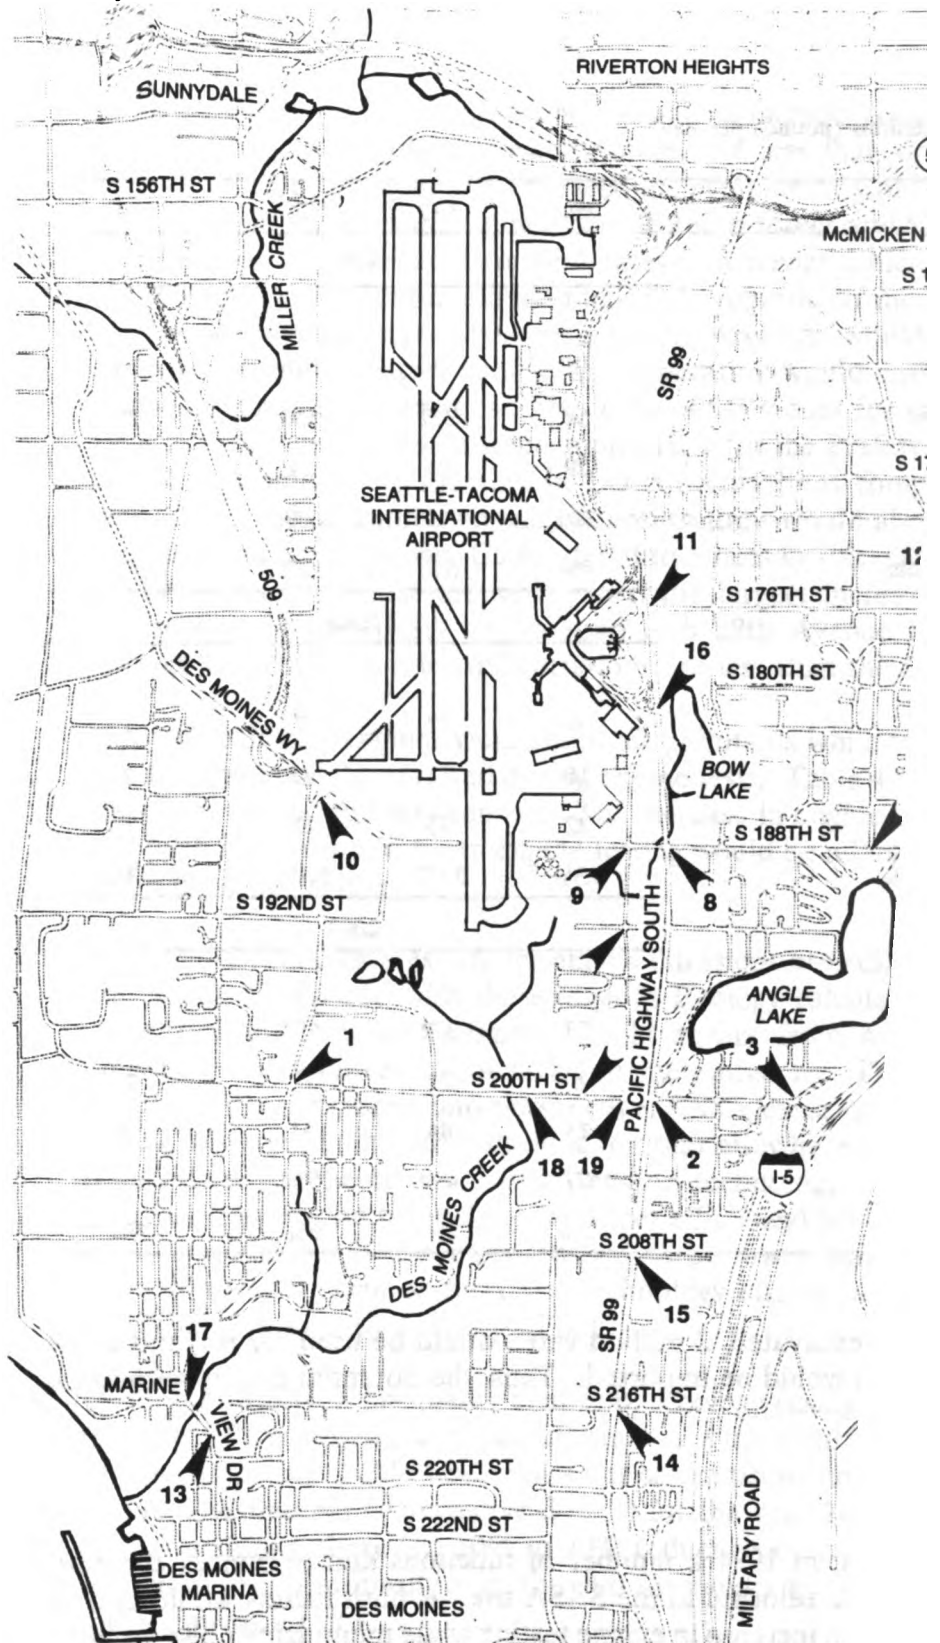 RIVERTON HEIGHTS
SUNNYDALE
S 156TH ST
MILLER CREEK
McMICKEN
S 1
SR 99
S 17
SEATTLE-TACOMA
INTERNATIONAL
AIRPORT
11
12
509
S 176TH ST
16
DES MOINES WY
S 180TH ST
BOW
LAKE
S 188TH ST
10
9
8
S 192ND ST
PACIFIC HIGHWAY SOUTH
ANGLE
LAKE
1
3
S 200TH ST
18
19
2
I-5
DES MOINES CREEK
S 208TH ST
15
SR 99
17
MARINE
VIEW DR
S 216TH ST
13
14
S 220TH ST
S 222ND ST
MILITARY ROAD
DES MOINES
MARINA
DES MOINES